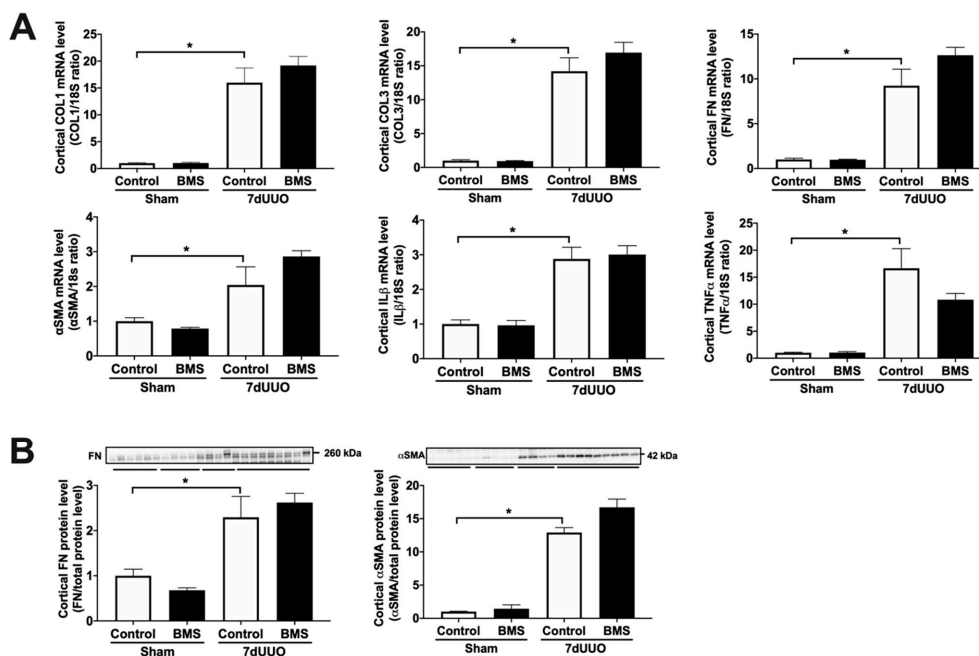 A
Cortical COL1 mRNA level
(COL1/18S ratio)
25
20
15
10
5
0
*
Control BMS Control BMS
Sham 7dUUO
Cortical COL3 mRNA level
(COL3/18S ratio)
20
15
10
5
0
*
Control BMS Control BMS
Sham 7dUUO
Cortical FN mRNA level
(FN/18S ratio)
15
10
5
0
*
Control BMS Control BMS
Sham 7dUUO
αSMA mRNA level
(αSMA/18s ratio)
4
3
2
1
0
*
Control BMS Control BMS
Sham 7dUUO
Cortical ILβ mRNA level
(ILβ/18S ratio)
4
3
2
1
0
*
Control BMS Control BMS
Sham 7dUUO
Cortical TNFα mRNA level
(TNFα/18S ratio)
25
20
15
10
5
0
*
Control BMS Control BMS
Sham 7dUUO
B
FN 260 kDa
Cortical FN protein level
(FN/total protein level)
3
2
1
0
*
Control BMS Control BMS
Sham 7dUUO
αSMA 42 kDa
Cortical αSMA protein level
(αSMA/total protein level)
20
15
10
5
0
*
Control BMS Control BMS
Sham 7dUUO